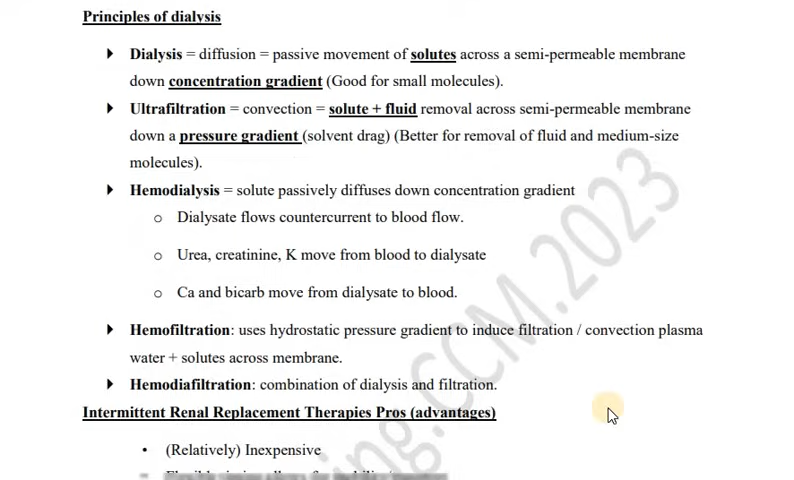 Principles of dialysis
Dialysis = diffusion = passive movement of solutes across a semi-permeable membrane
down concentration gradient (Good for small molecules).
Ultrafiltration = convection = solute + fluid removal across semi-permeable membrane
down a pressure gradient (solvent drag) (Better for removal of fluid and medium-size
molecules).
Hemodialysis = solute passively diffuses down concentration gradient
o Dialysate flows countercurrent to blood flow.
o Urea, creatinine, K move from blood to dialysate
o Ca and bicarb move from dialysate to blood.
Hemofiltration: uses hydrostatic pressure gradient to induce filtration / convection plasma
water + solutes across membrane.
Hemodiafiltration: combination of dialysis and filtration.
Intermittent Renal Replacement Therapies Pros (advantages)
• (Relatively) Inexpensive
ing.CCM.2023